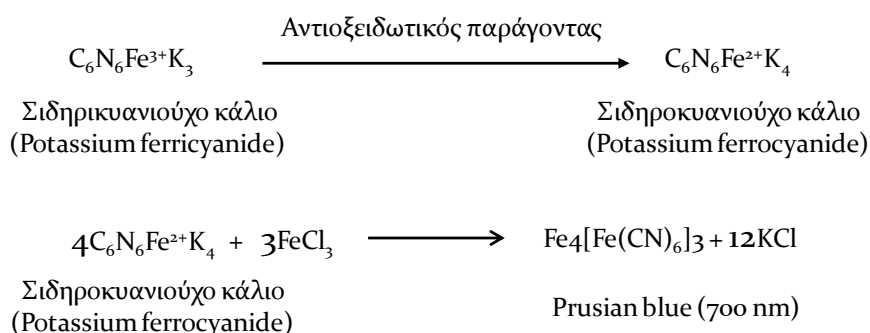 Αντιοξειδωτικός παράγοντας
C₆N₆Fe³⁺K₃ C₆N₆Fe²⁺K₄
Σιδηρικυανιούχο κάλιο Σιδηροκυανιούχο κάλιο
(Potassium ferricyanide) (Potassium ferrocyanide)
4C₆N₆Fe²⁺K₄ + 3FeCl₃ Fe4[Fe(CN)₆]3 + 12KCl
Σιδηροκυανιούχο κάλιο
Prusian blue (700 nm)
(Potassium ferrocyanide)